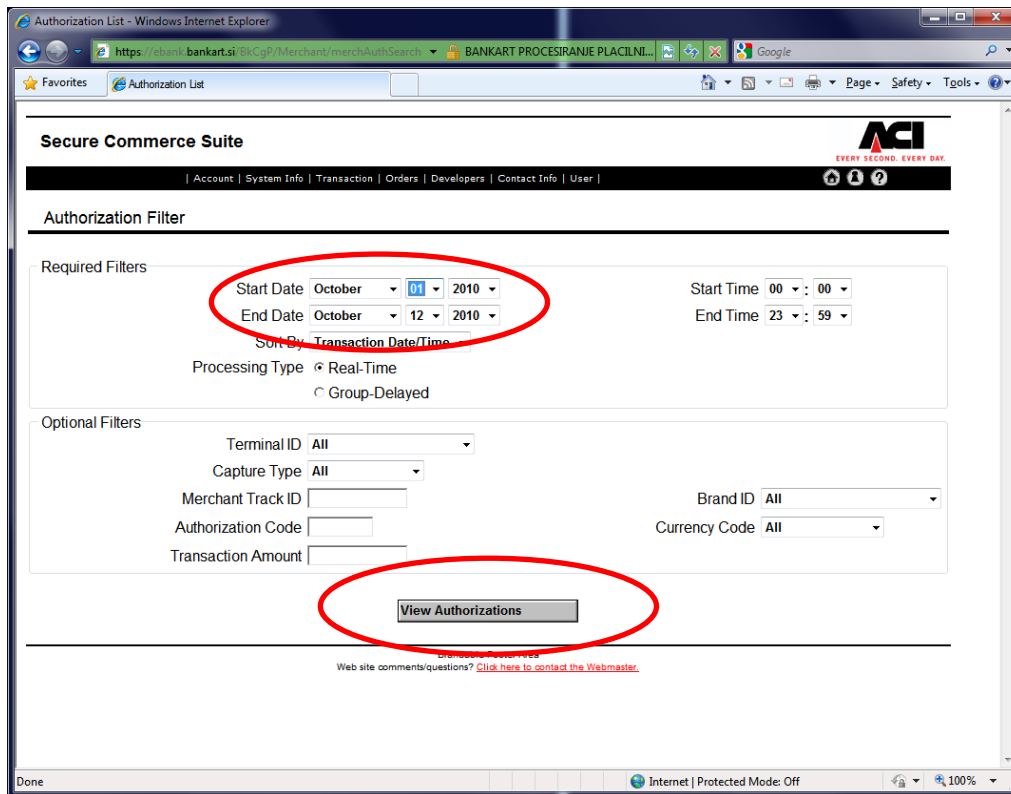 Authorization List - Windows Internet Explorer
https://ebank.bankart.si/BkCgP/Merchant/merchAuthSearch BANKART PROCESIRANJE PLACILNI... Google
Favorites Authorization List Page Safety Tools
Secure Commerce Suite
ACI
EVERY SECOND. EVERY DAY.
| Account | System Info | Transaction | Orders | Developers | Contact Info | User |
Authorization Filter
Required Filters
Start Date October 01 2010 Start Time 00 : 00
End Date October 12 2010 End Time 23 : 59
Sort By Transaction Date/Time
Processing Type Real-Time
Group-Delayed
Optional Filters
Terminal ID All
Capture Type All
Merchant Track ID Brand ID All
Authorization Code Currency Code All
Transaction Amount
View Authorizations
Footer Area
Web site comments/questions? Click here to contact the Webmaster.
Done Internet | Protected Mode: Off 100%